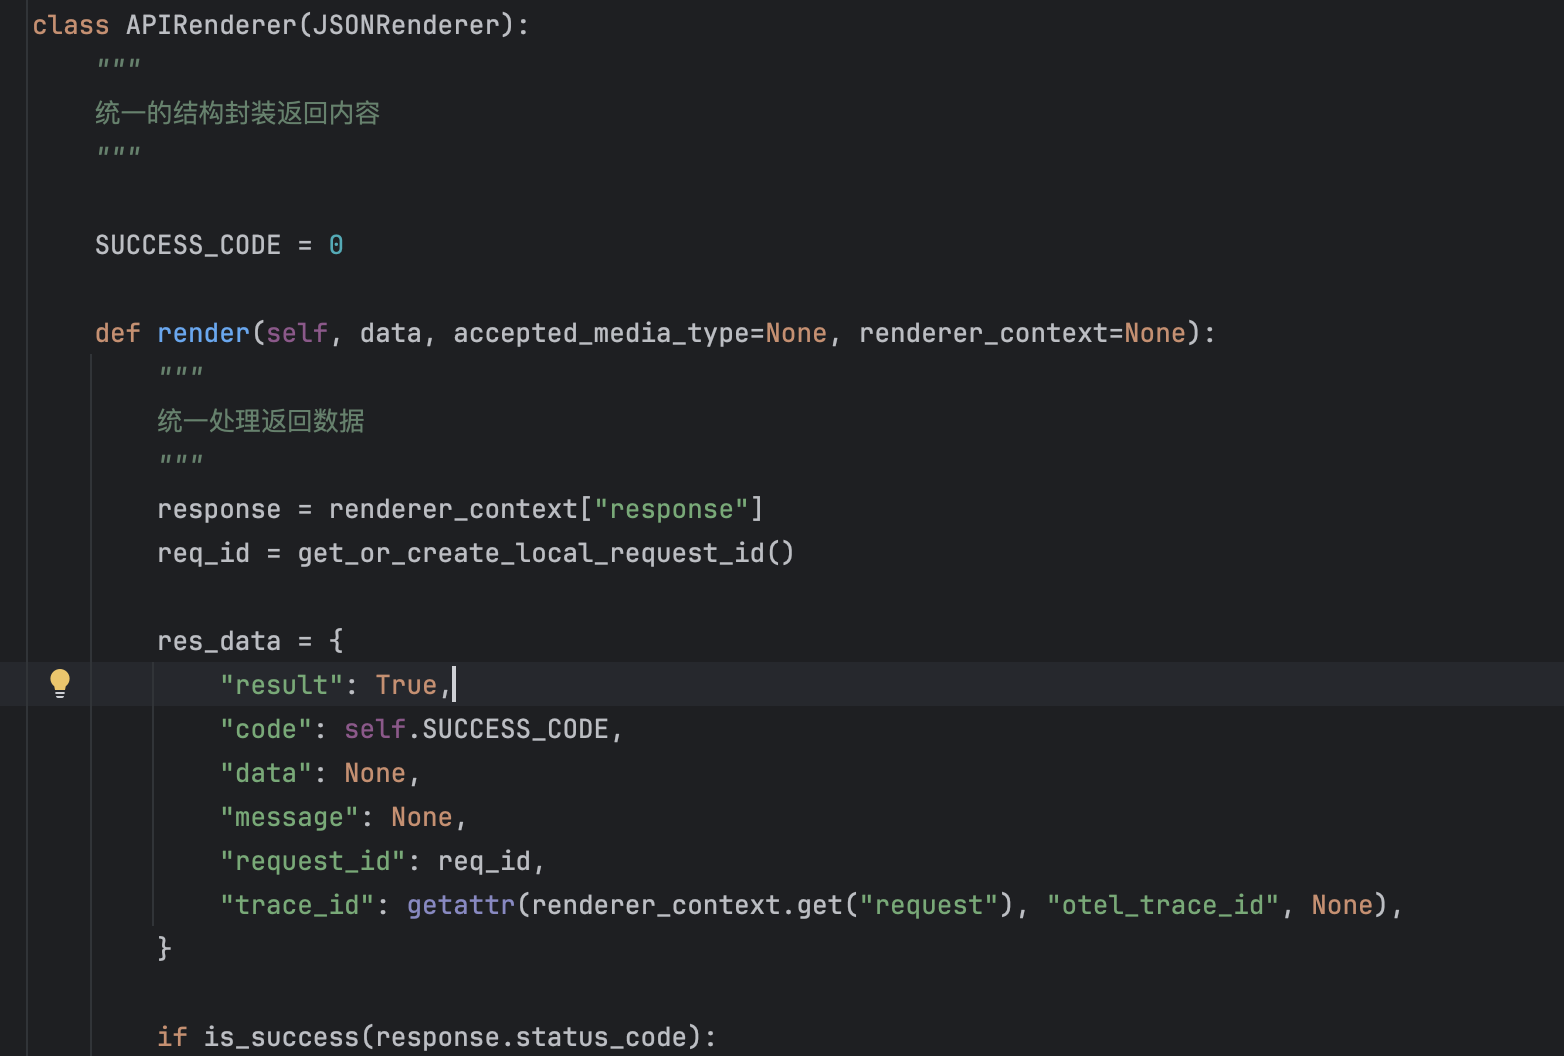 class APIRenderer(JSONRenderer):
    """
    统一的结构封装返回内容
    """
    SUCCESS_CODE = 0
    def render(self, data, accepted_media_type=None, renderer_context=None):
        """
        统一处理返回数据
        """
        response = renderer_context["response"]
        req_id = get_or_create_local_request_id()
        res_data = {
            "result": True,
            "code": self.SUCCESS_CODE,
            "data": None,
            "message": None,
            "request_id": req_id,
            "trace_id": getattr(renderer_context.get("request"), "otel_trace_id", None),
        }
        if is_success(response.status_code):